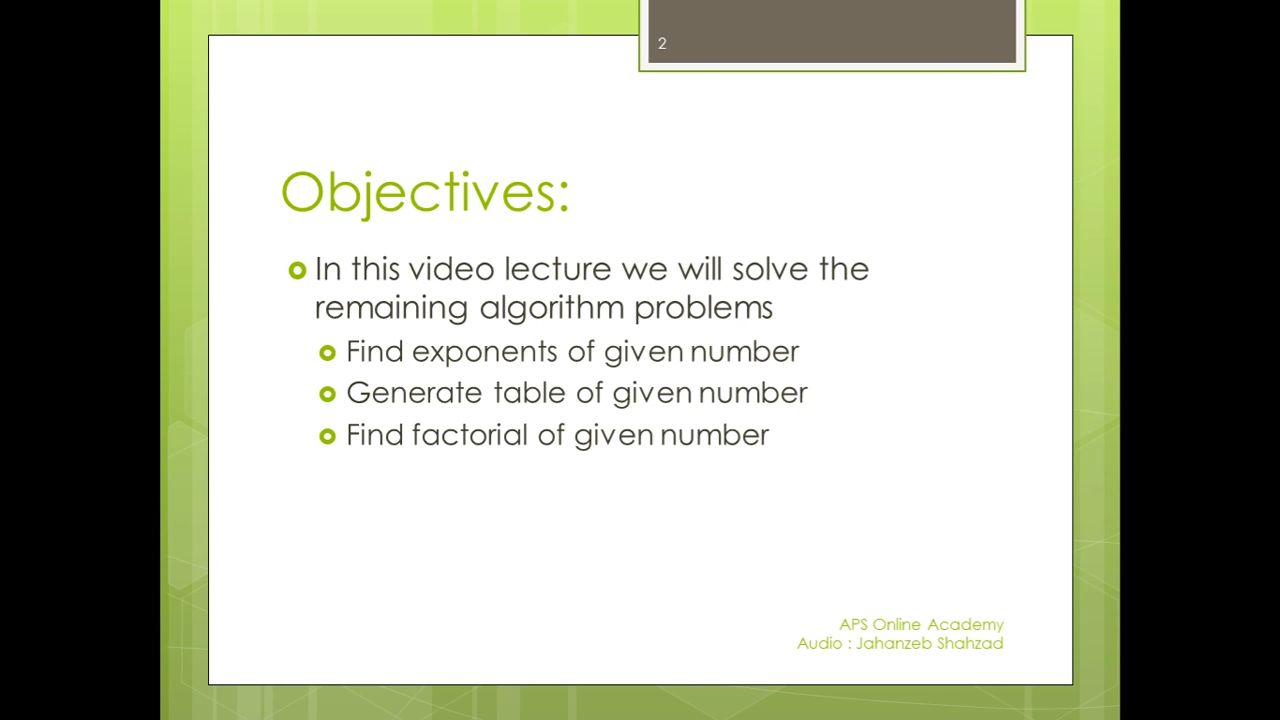 2
Objectives:
In this video lecture we will solve the
remaining algorithm problems
Find exponents of given number
Generate table of given number
Find factorial of given number
APS Online Academy
Audio : Jahanzeb Shahzad